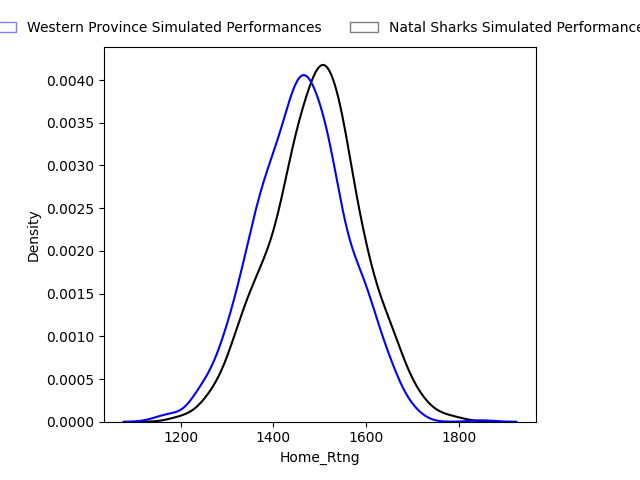 Western Province Simulated Performances Natal Sharks Simulated Performance
0.0040
0.0035
0.0030
0.0025
0.0020
0.0015
0.0010
0.0005
0.0000
Density
1200 1400 1600 1800
Home_Rtng